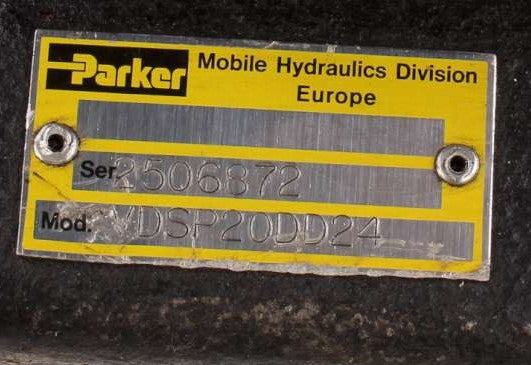 Parker
Mobile Hydraulics Division
Europe
Ser. 2506872
Mod. VDSP20DD24